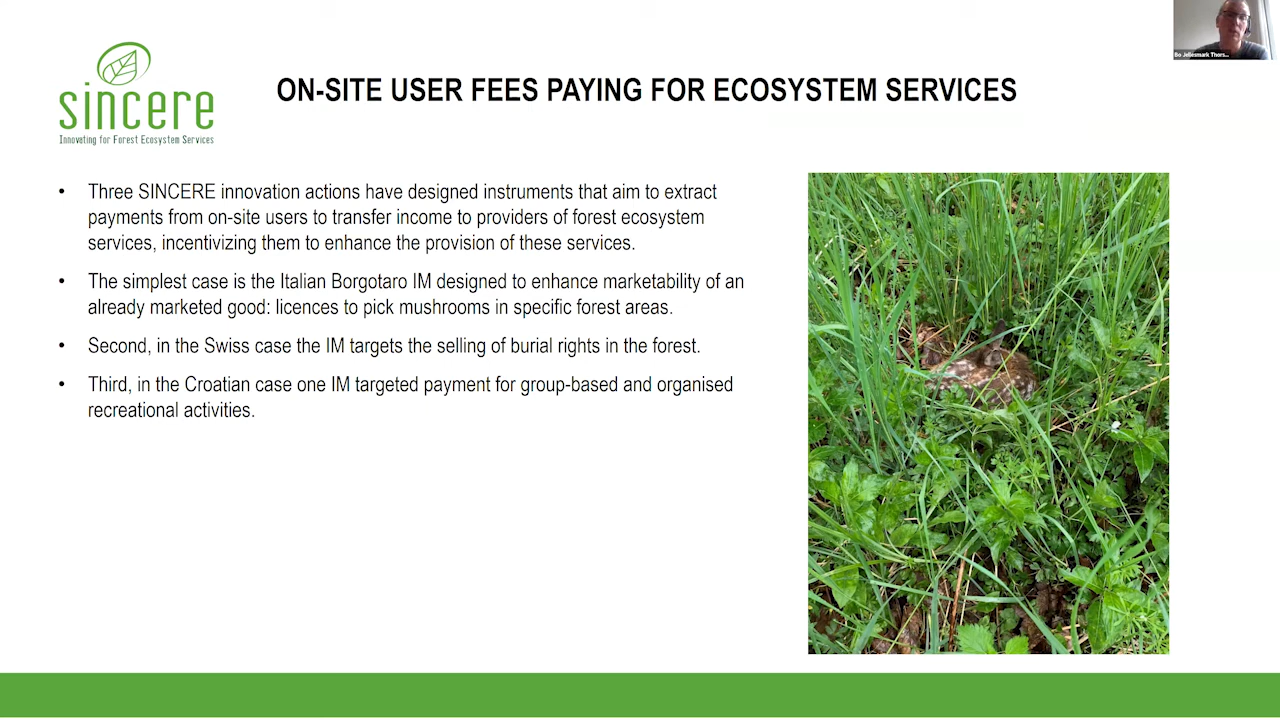 Bo Jellesmark Thors...
sincere
Innovating for Forest Ecosystem Services
ON-SITE USER FEES PAYING FOR ECOSYSTEM SERVICES
• Three SINCERE innovation actions have designed instruments that aim to extract
payments from on-site users to transfer income to providers of forest ecosystem
services, incentivizing them to enhance the provision of these services.
• The simplest case is the Italian Borgotaro IM designed to enhance marketability of an
already marketed good: licences to pick mushrooms in specific forest areas.
• Second, in the Swiss case the IM targets the selling of burial rights in the forest.
• Third, in the Croatian case one IM targeted payment for group-based and organised
recreational activities.